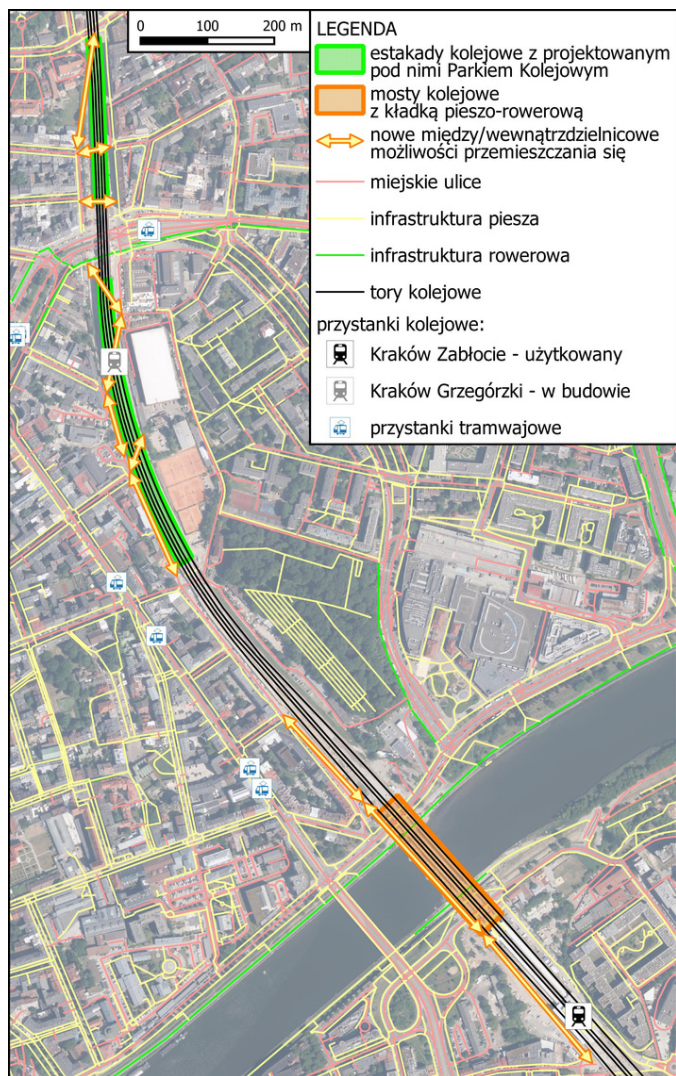 0 100 200 m
LEGENDA
estakady kolejowe z projektowanym
pod nimi Parkiem Kolejowym
mosty kolejowe
z kładką pieszo-rowerową
nowe między/wewnątrzdzielnicowe
możliwości przemieszczania się
miejskie ulice
infrastruktura piesza
infrastruktura rowerowa
tory kolejowe
przystanki kolejowe:
Kraków Zabłocie - użytkowany
Kraków Grzegórzki - w budowie
przystanki tramwajowe